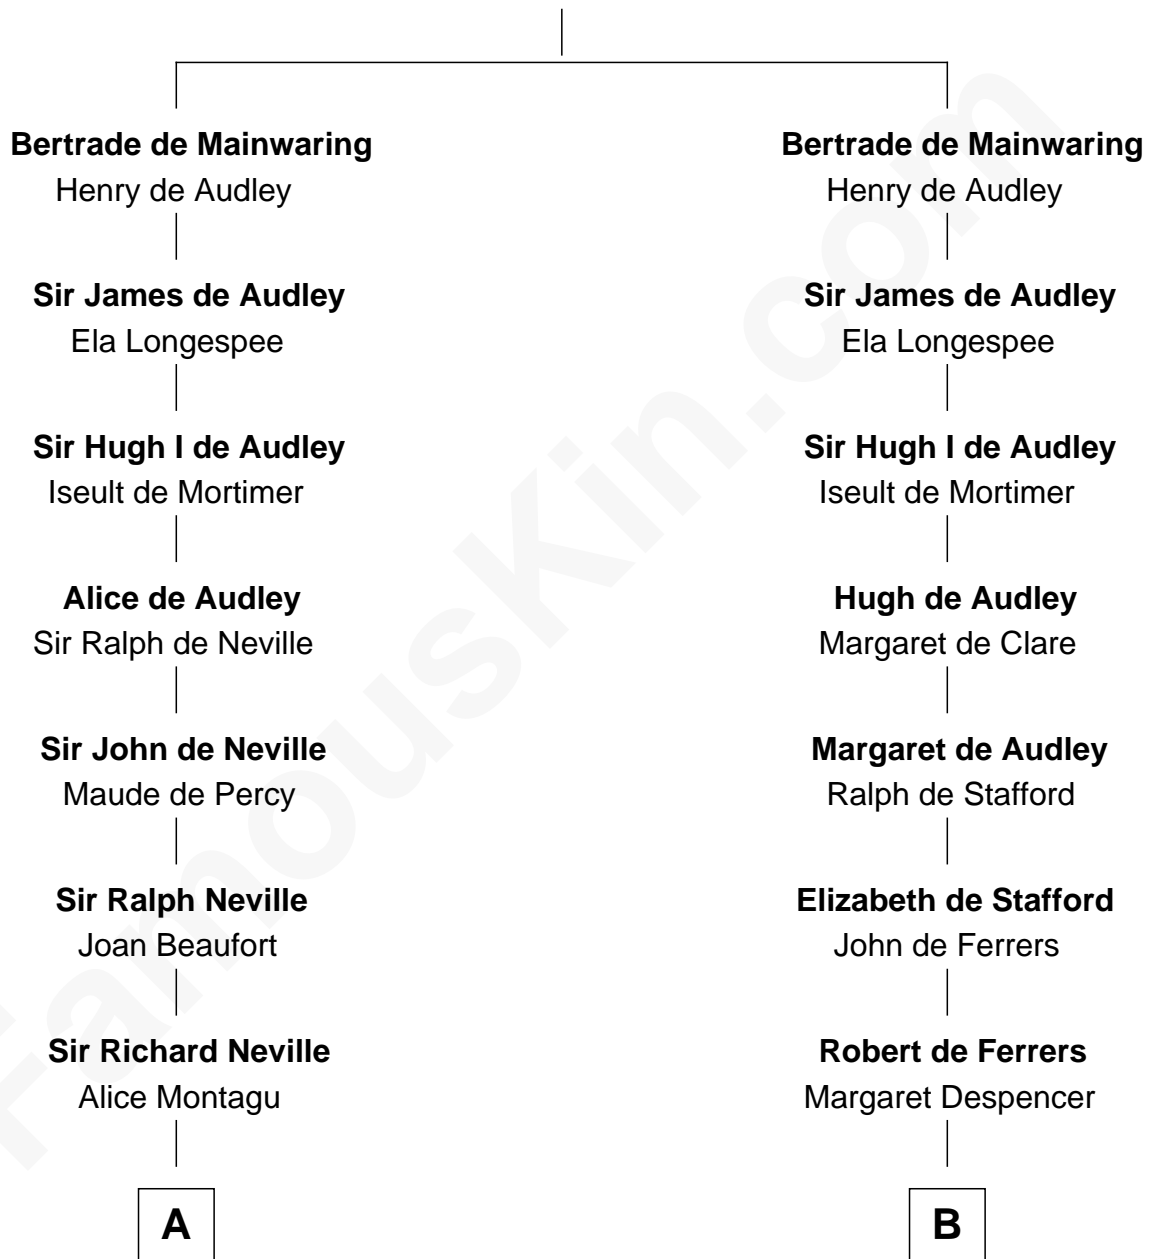 Bertrade de Mainwaring Bertrade de Mainwaring
Henry de Audley Henry de Audley
Sir James de Audley Sir James de Audley
Ela Longespee Ela Longespee
Sir Hugh I de Audley Sir Hugh I de Audley
Iseult de Mortimer Iseult de Mortimer
Alice de Audley Hugh de Audley
Sir Ralph de Neville Margaret de Clare
Sir John de Neville Margaret de Audley
Maude de Percy Ralph de Stafford
Sir Ralph Neville Elizabeth de Stafford
Joan Beaufort John de Ferrers
Sir Richard Neville Robert de Ferrers
Alice Montagu Margaret Despencer
A B
FamousKin.com